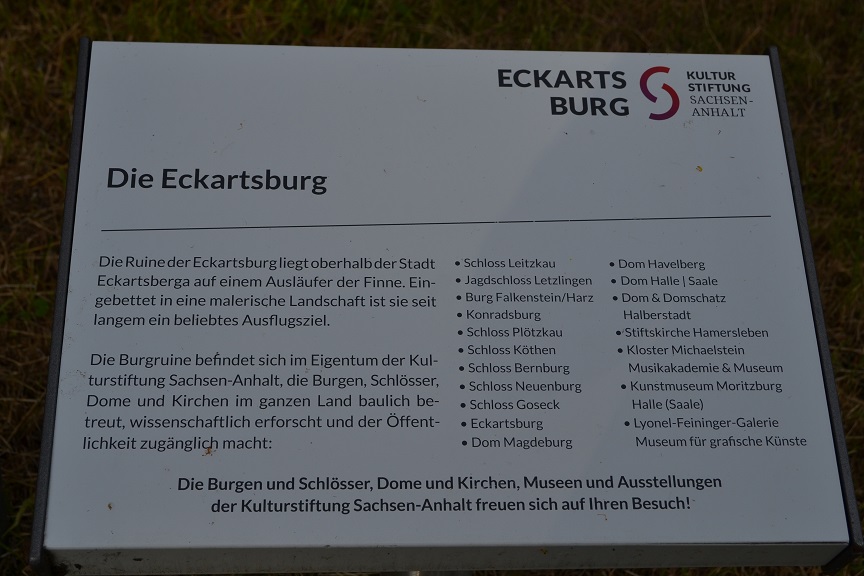 ECKARTS
BURG
KULTUR
STIFTUNG
SACHSEN-
ANHALT
Die Eckartsburg
Die Ruine der Eckartsburg liegt oberhalb der Stadt
Eckartsberga auf einem Ausläufer der Finne. Ein-
gebettet in eine malerische Landschaft ist sie seit
langem ein beliebtes Ausflugsziel.
Die Burgruine befindet sich im Eigentum der Kul-
turstiftung Sachsen-Anhalt, die Burgen, Schlösser,
Dome und Kirchen im ganzen Land baulich be-
treut, wissenschaftlich erforscht und der Öffent-
lichkeit zugänglich macht:
• Schloss Leitzkau
• Jagdschloss Letzlingen
• Burg Falkenstein/Harz
• Konradsburg
• Schloss Plötzkau
• Schloss Köthen
• Schloss Bernburg
• Schloss Neuenburg
• Schloss Goseck
• Eckartsburg
• Dom Magdeburg
• Dom Havelberg
• Dom Halle | Saale
• Dom & Domschatz
Halberstadt
• Stiftskirche Hamersleben
• Kloster Michaelstein
Musikakademie & Museum
• Kunstmuseum Moritzburg
Halle (Saale)
• Lyonel-Feininger-Galerie
Museum für grafische Künste
Die Burgen und Schlösser, Dome und Kirchen, Museen und Ausstellungen
der Kulturstiftung Sachsen-Anhalt freuen sich auf Ihren Besuch!